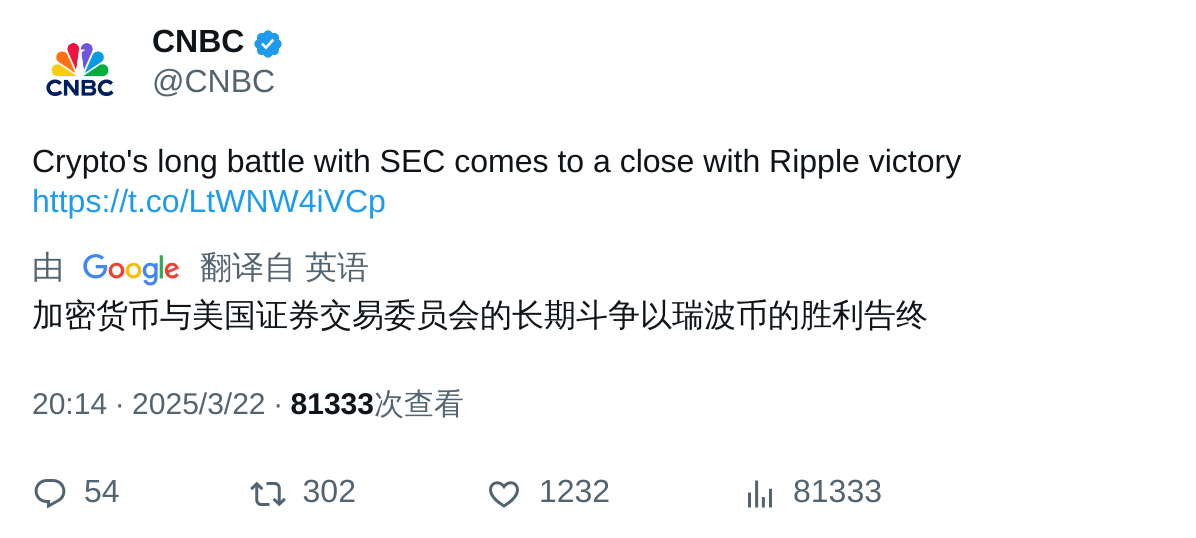 CNBC
@CNBC
CNBC
Crypto's long battle with SEC comes to a close with Ripple victory
https://t.co/LtWNW4iVCp
由 Google 翻译自 英语
加密货币与美国证券交易委员会的长期斗争以瑞波币的胜利告终
20:14 · 2025/3/22 · 81333次查看
54 302 1232 81333